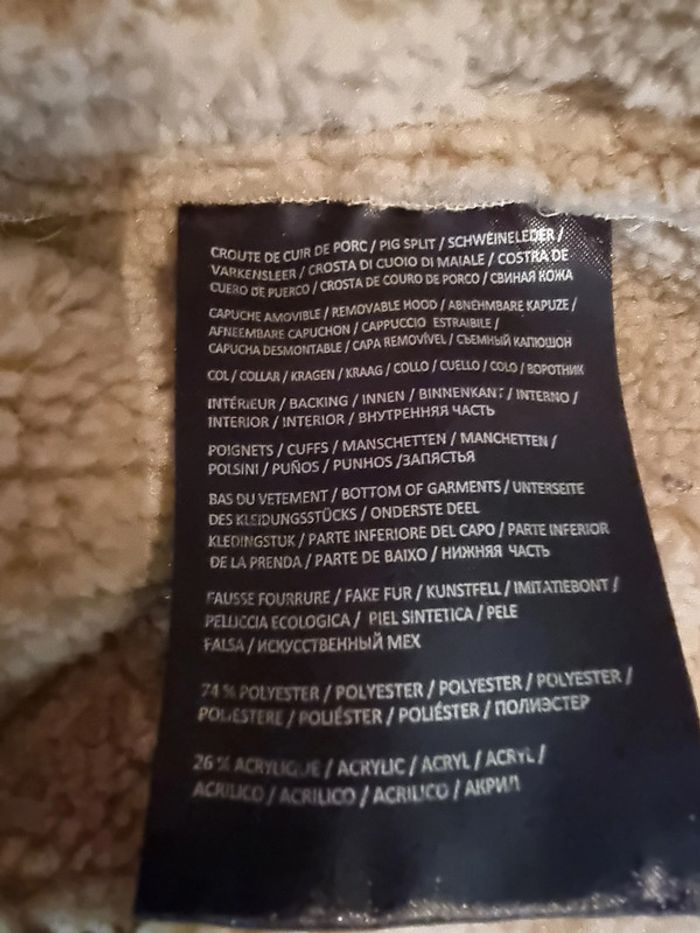 CROUTE DE CUIR DE PORC / PIG SPLIT / SCHWEINELEDER /
VARKENSLEER / CROSTA DI CUOIO DI MAIALE / COSTRA DE
CUERO DE PUERCO / CROSTA DE COURO DE PORCO / СВИНАЯ КОЖА
CAPUCHE AMOVIBLE / REMOVABLE HOOD / ABNEHMBARE KAPUZE /
AFNEEMBARE CAPUCHON / CAPPUCCIO ESTRAIBILE /
CAPUCHA DESMONTABLE / CAPA REMOVÍVEL / СЪЕМНЫЙ КАПЮШОН
COL / COLLAR / KRAGEN / KRAAG / COLLO / CUELLO / COLO / ВОРОТНИК
INTÉRIEUR / BACKING / INNEN / BINNENKANT / INTERNO /
INTERIOR / INTERIOR / ВНУТРЕННЯЯ ЧАСТЬ
POIGNETS / CUFFS / MANSCHETTEN / MANCHETTEN /
POLSINI / PUÑOS / PUNHOS /ЗАПЯСТЬЯ
BAS DU VETEMENT / BOTTOM OF GARMENTS / UNTERSEITE
DES KLEIDUNGSSTÜCKS / ONDERSTE DEEL
KLEDINGSTUK / PARTE INFERIORE DEL CAPO / PARTE INFERIOR
DE LA PRENDA / PARTE DE BAIXO / НИЖНЯЯ ЧАСТЬ
FAUSSE FOURRURE / FAKE FUR / KUNSTFELL / IMITATIEBONT /
PELLICCIA ECOLOGICA / PIEL SINTETICA / PELE
FALSA / ИСКУССТВЕННЫЙ МЕХ
74 % POLYESTER / POLYESTER / POLYESTER / POLYESTER /
POLIESTERE / POLIÉSTER / POLIÉSTER / ПОЛИЭСТЕР
26 % ACRYLIQUE / ACRYLIC / ACRYL / ACRYL /
ACRILICO / ACRILICO / ACRILICO / АКРИЛ